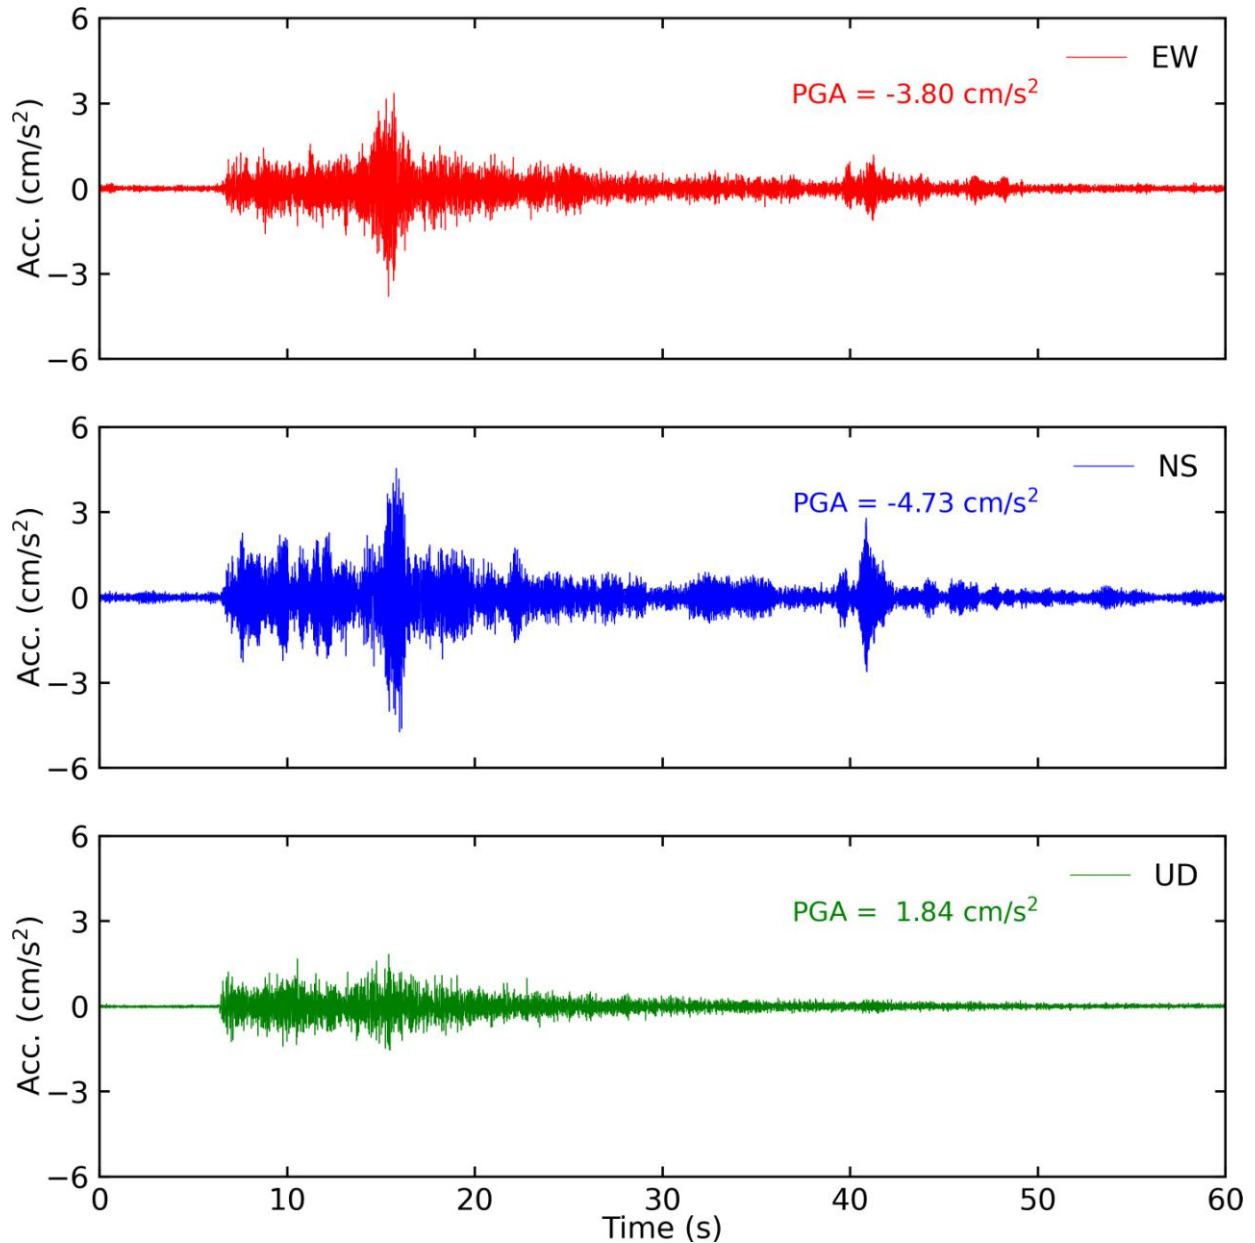 6
3
0
−3
−6
Acc. (cm/s²)
EW
PGA = -3.80 cm/s²
6
3
0
−3
−6
Acc. (cm/s²)
NS
PGA = -4.73 cm/s²
6
3
0
−3
−6
Acc. (cm/s²)
UD
PGA =  1.84 cm/s²
0 10 20 30 40 50 60
Time (s)